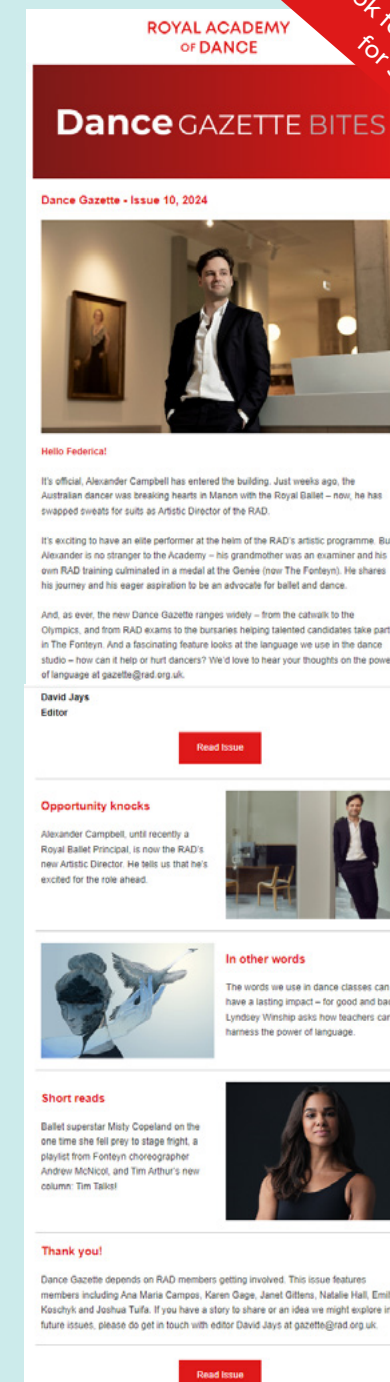 ok
for
ROYAL ACADEMY
OF DANCE
Dance GAZETTE BITES
Dance Gazette - Issue 10, 2024
Hello Federica!
It's official, Alexander Campbell has entered the building. Just weeks ago, the
Australian dancer was breaking hearts in Manon with the Royal Ballet – now, he has
swapped sweats for suits as Artistic Director of the RAD.
It's exciting to have an elite performer at the helm of the RAD's artistic programme. Bu
Alexander is no stranger to the Academy – his grandmother was an examiner and his
own RAD training culminated in a medal at the Genée (now The Fonteyn). He shares
his journey and his eager aspiration to be an advocate for ballet and dance.
And, as ever, the new Dance Gazette ranges widely – from the catwalk to the
Olympics, and from RAD exams to the bursaries helping talented candidates take part
in The Fonteyn. And a fascinating feature looks at the language we use in the dance
studio – how can it help or hurt dancers? We'd love to hear your thoughts on the powe
of language at gazette@rad.org.uk.
David Jays
Editor
Read Issue
Opportunity knocks
Alexander Campbell, until recently a
Royal Ballet Principal, is now the RAD's
new Artistic Director. He tells us that he's
excited for the role ahead.
In other words
The words we use in dance classes can
have a lasting impact – for good and bad
Lyndsey Winship asks how teachers can
harness the power of language.
Short reads
Ballet superstar Misty Copeland on the
one time she fell prey to stage fright, a
playlist from Fonteyn choreographer
Andrew McNicol, and Tim Arthur's new
column: Tim Talks!
Thank you!
Dance Gazette depends on RAD members getting involved. This issue features
members including Ana Maria Campos, Karen Gage, Janet Gittens, Natalie Hall, Emil
Koschyk and Joshua Tuifa. If you have a story to share or an idea we might explore in
future issues, please do get in touch with editor David Jays at gazette@rad.org.uk.
Read Issue